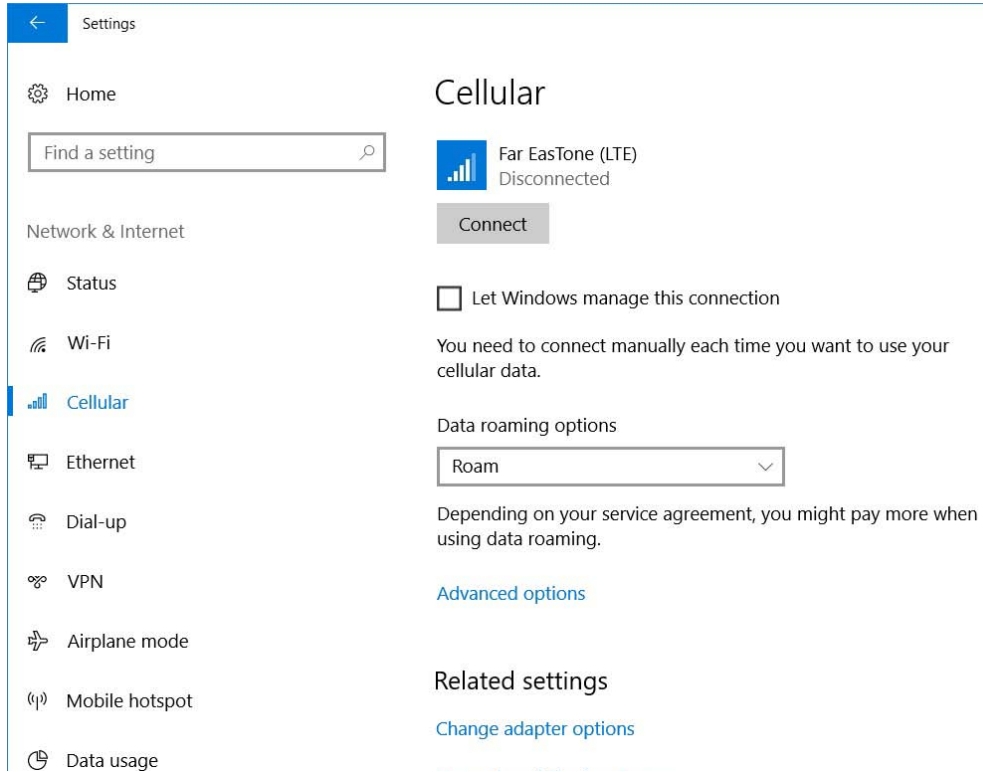 Settings
Home
Find a setting
Network & Internet
Status
Wi-Fi
Cellular
Ethernet
Dial-up
VPN
Airplane mode
Mobile hotspot
Data usage
Cellular
Far EasTone (LTE)
Disconnected
Connect
Let Windows manage this connection
You need to connect manually each time you want to use your
cellular data.
Data roaming options
Roam
Depending on your service agreement, you might pay more when
using data roaming.
Advanced options
Related settings
Change adapter options